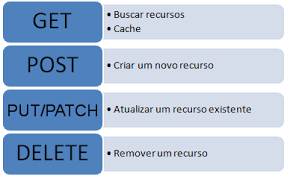 GET
• Buscar recursos
• Cache
POST
• Criar um novo recurso
PUT/PATCH
• Atualizar um recurso existente
DELETE
• Remover um recurso